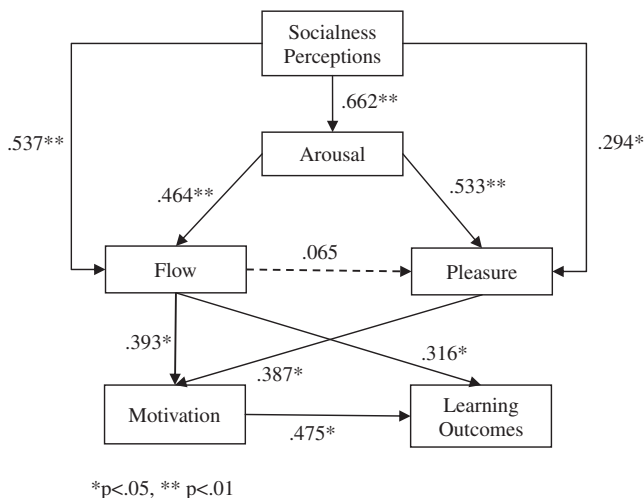 Socialness
Perceptions
.662**
.537**
.294*
Arousal
.464**
.533**
.065
Flow
Pleasure
.393*
.316*
.387*
Motivation
Learning
Outcomes
.475*
*p<.05, ** p<.01